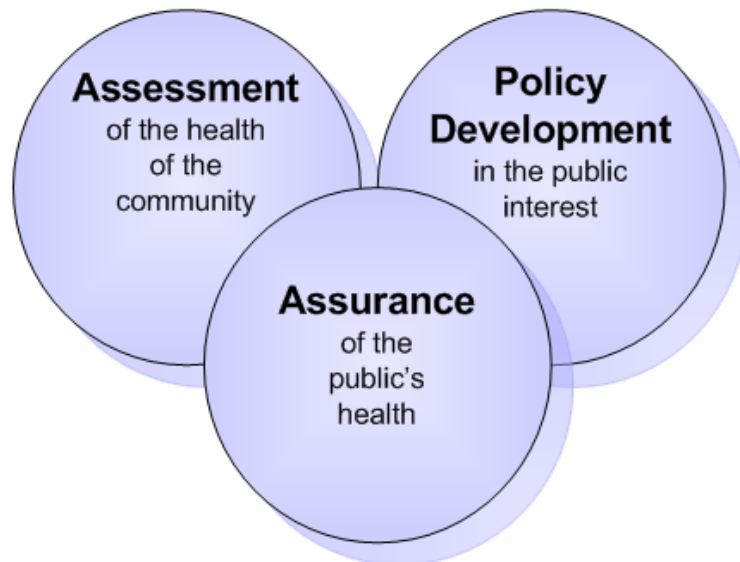 Assessment
of the health
of the
community
Policy
Development
in the public
interest
Assurance
of the
public’s
health